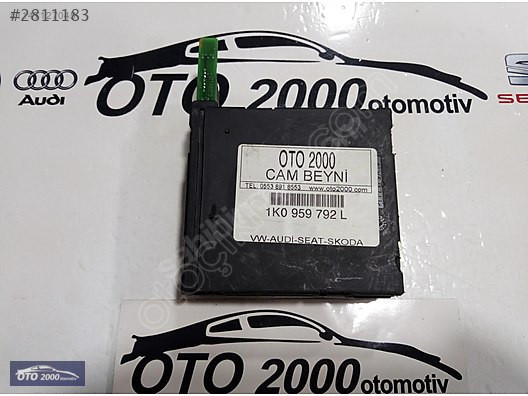 #2811183
Audi
OTO 2000otomotiv
SE
OTO 2000
CAM BEYNİ
TEL: 0553 891 8553 www.oto2000.com
1K0 959 792 L
VW-AUDI-SEAT-SKODA
OTO 2000otomotiv
OTO 2000otomotiv